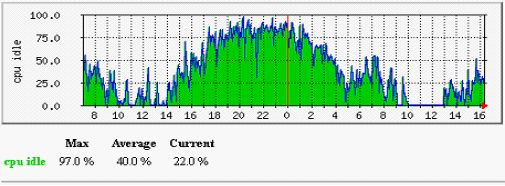 cpu idle
100.0
75.0
50.0
25.0
0.0
8 10 12 14 16 18 20 22 0 2 4 6 8 10 12 14 16
Max Average Current
cpu idle 97.0 % 40.0 % 22.0 %